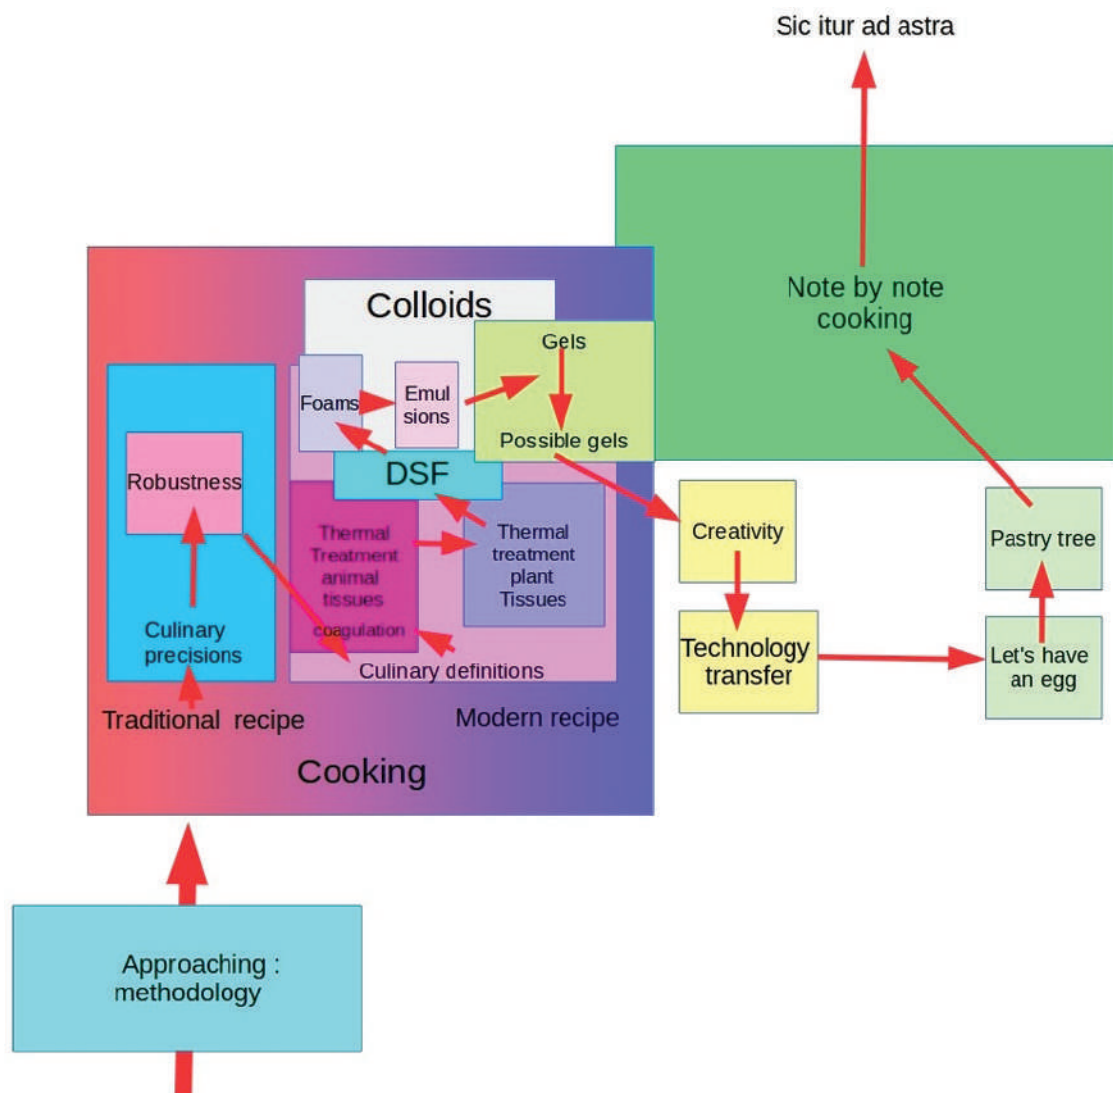 Sic itur ad astra
Note by note
cooking
Colloids
Gels
Foams
Emul
sions
Possible gels
DSF
Robustness
Thermal
Treatment
animal
tissues
coagulation
Thermal
treatment
plant
Tissues
Creativity
Pastry tree
Culinary
precisions
Culinary definitions
Technology
transfer
Let's have
an egg
Traditional recipe
Modern recipe
Cooking
Approaching :
methodology